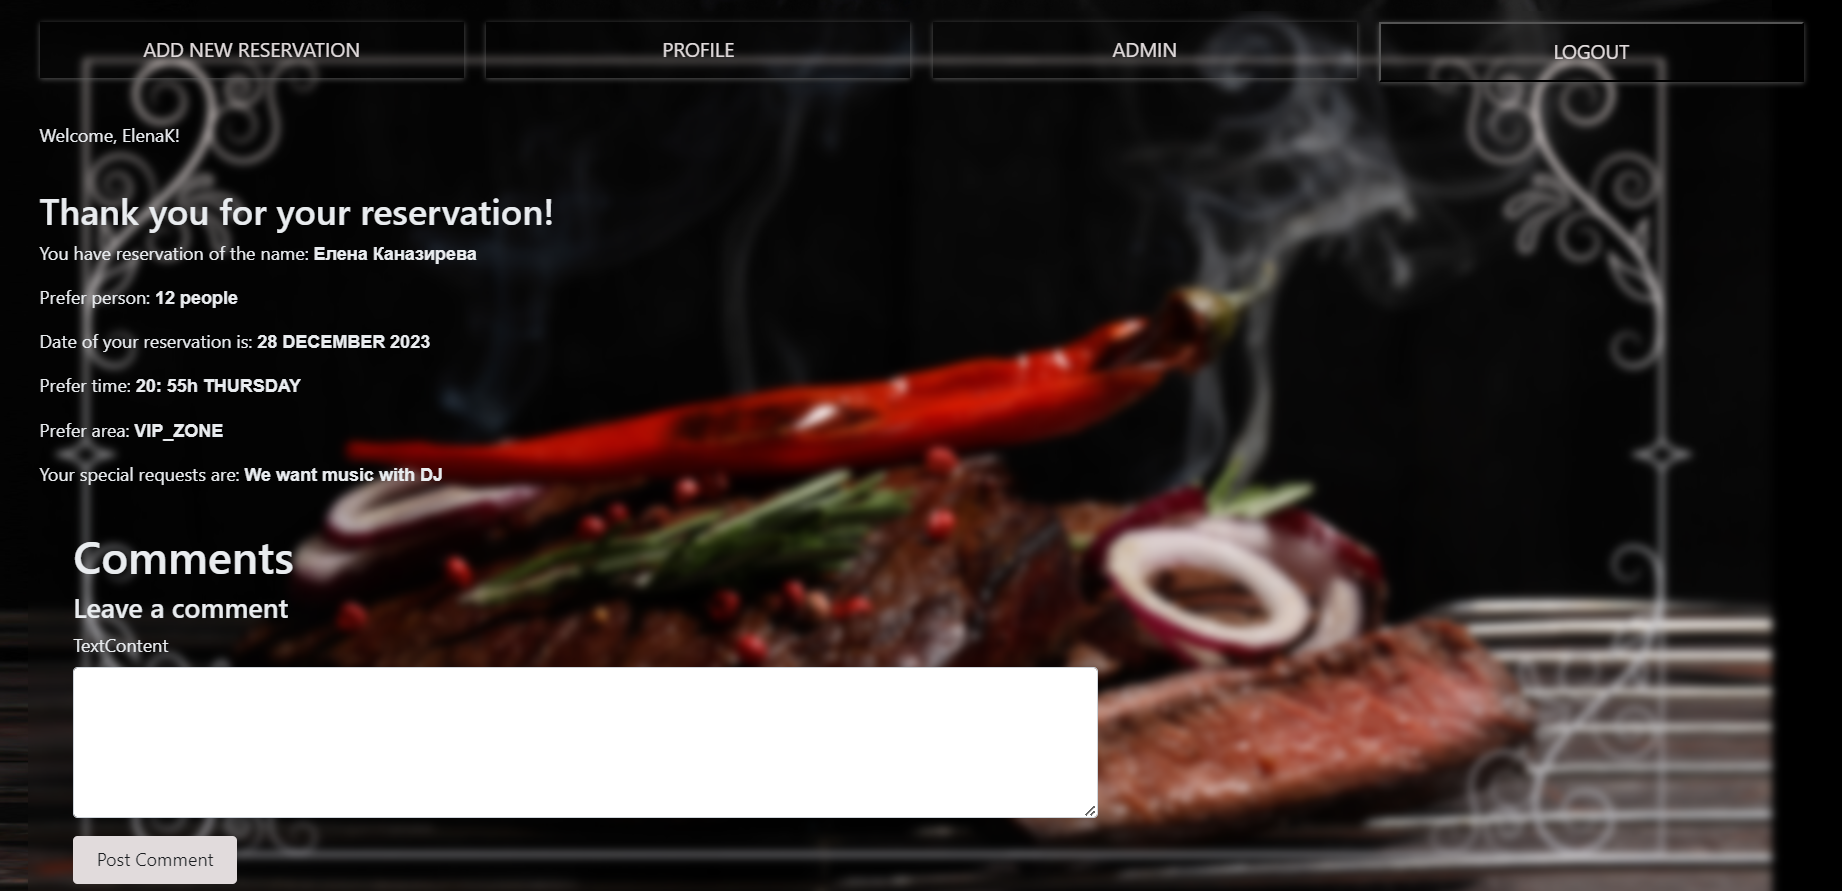 ADD NEW RESERVATION PROFILE ADMIN LOGOUT
Welcome, ElenaK!
Thank you for your reservation!
You have reservation of the name: Елена Каназирева
Prefer person: 12 people
Date of your reservation is: 28 DECEMBER 2023
Prefer time: 20: 55h THURSDAY
Prefer area: VIP_ZONE
Your special requests are: We want music with DJ
Comments
Leave a comment
TextContent
Post Comment